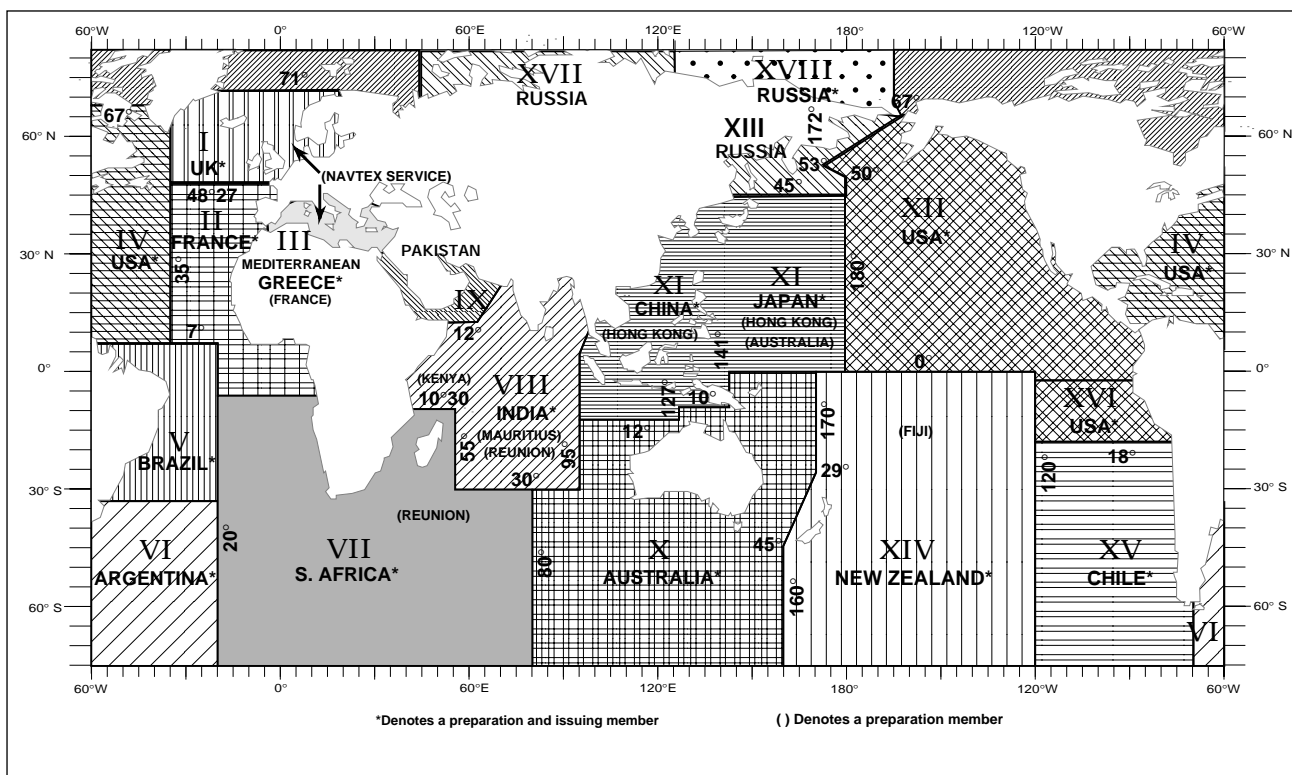 60°W 0° 60°E 120°E 180° 120°W 60°W
71°
XVII
RUSSIA
XVIII
RUSSIA*
67°
67°
172°
60° N
60° N
I
UK*
XIII
RUSSIA
53°
50°
(NAVTEX SERVICE)
48° 27
45°
II
FRANCE*
III
MEDITERRANEAN
GREECE*
(FRANCE)
PAKISTAN
XII
USA*
IV
USA*
IV
USA*
30° N
30° N
35°
180°
IX
XI
CHINA*
(HONG KONG)
XI
JAPAN*
(HONG KONG)
(AUSTRALIA)
7°
12°
141°
0°
0°
0°
(KENYA)
10° 30
VIII
INDIA*
(MAURITIUS)
(REUNION)
127°
10°
12°
170°
(FIJI)
XVI
USA*
V
BRAZIL*
55°
95°
30°
29°
120°
18°
30° S
30° S
20°
(REUNION)
VI
ARGENTINA*
VII
S. AFRICA*
80°
X
AUSTRALIA*
45°
160°
XIV
NEW ZEALAND*
XV
CHILE*
60° S
60° S
VI
60°W 0° 60°E 120°E 180° 120°W 60°W
*Denotes a preparation and issuing member
( ) Denotes a preparation member